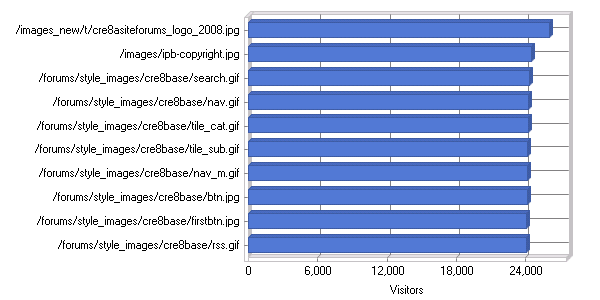 /images_new/t/cre8asiteforums_logo_2008.jpg
/images/ipb-copyright.jpg
/forums/style_images/cre8base/search.gif
/forums/style_images/cre8base/nav.gif
/forums/style_images/cre8base/tile_cat.gif
/forums/style_images/cre8base/tile_sub.gif
/forums/style_images/cre8base/nav_m.gif
/forums/style_images/cre8base/btn.jpg
/forums/style_images/cre8base/firstbtn.jpg
/forums/style_images/cre8base/rss.gif
0 6,000 12,000 18,000 24,000
Visitors